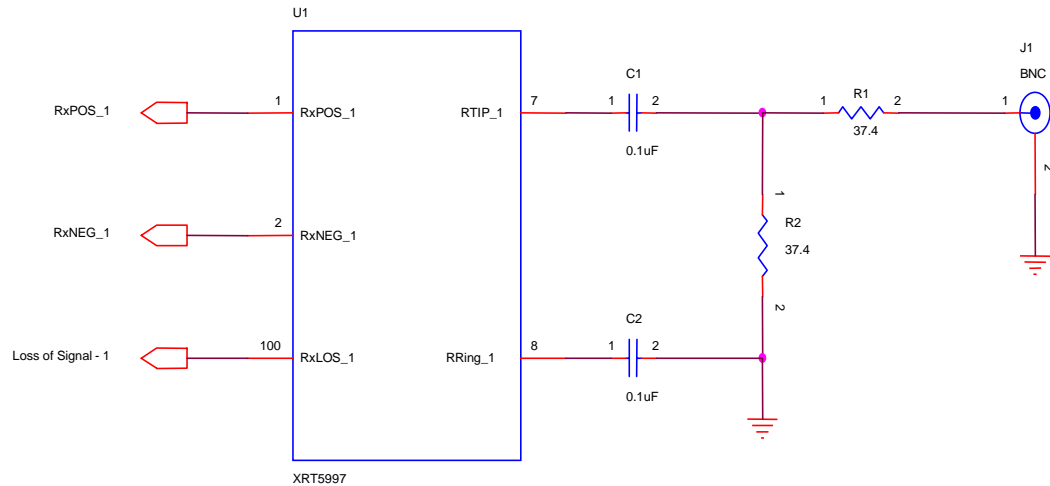 U1
J1
BNC
C1
R1
RxPOS_1
1
RxPOS_1
RTIP_1
7
1
2
1
2
1
0.1uF
37.4
2
1
R2
37.4
RxNEG_1
2
RxNEG_1
2
C2
Loss of Signal - 1
100
RxLOS_1
RRing_1
8
1
2
0.1uF
XRT5997